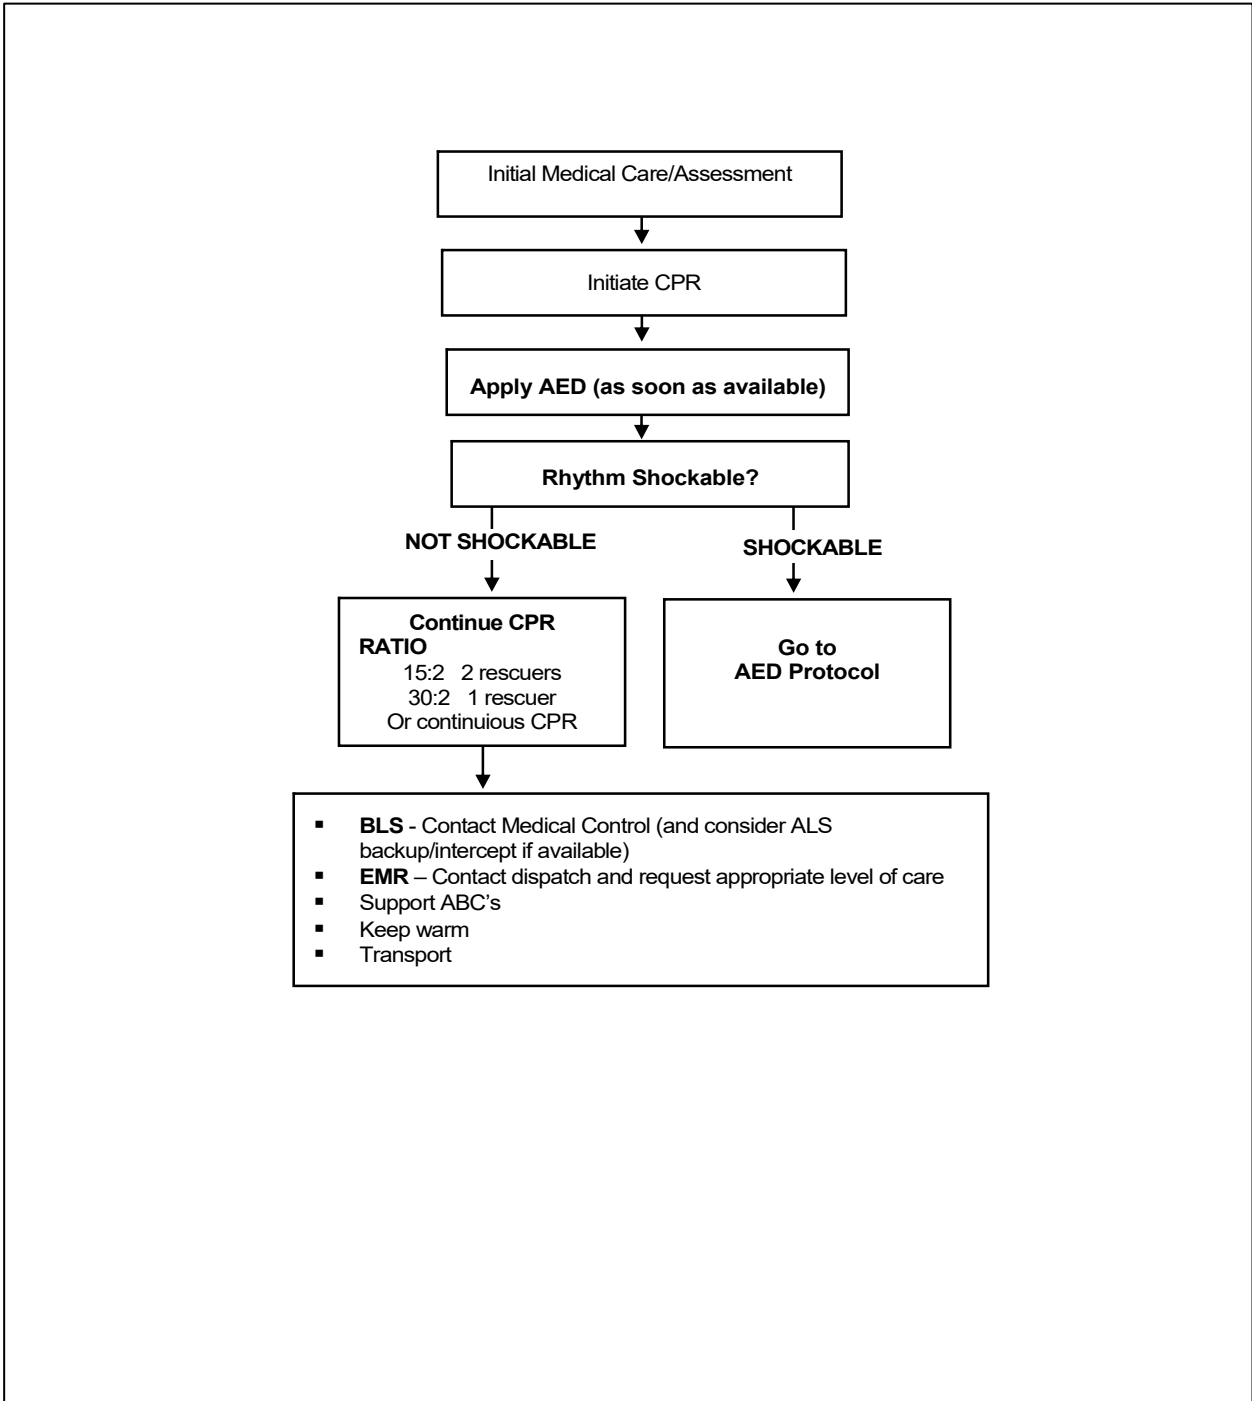 Initial Medical Care/Assessment
Initiate CPR
Apply AED (as soon as available)
Rhythm Shockable?
NOT SHOCKABLE
SHOCKABLE
Continue CPR
RATIO
15:2 2 rescuers
30:2 1 rescuer
Or continuious CPR
Go to
AED Protocol
▪ BLS - Contact Medical Control (and consider ALS
backup/intercept if available)
▪ EMR – Contact dispatch and request appropriate level of care
▪ Support ABC’s
▪ Keep warm
▪ Transport